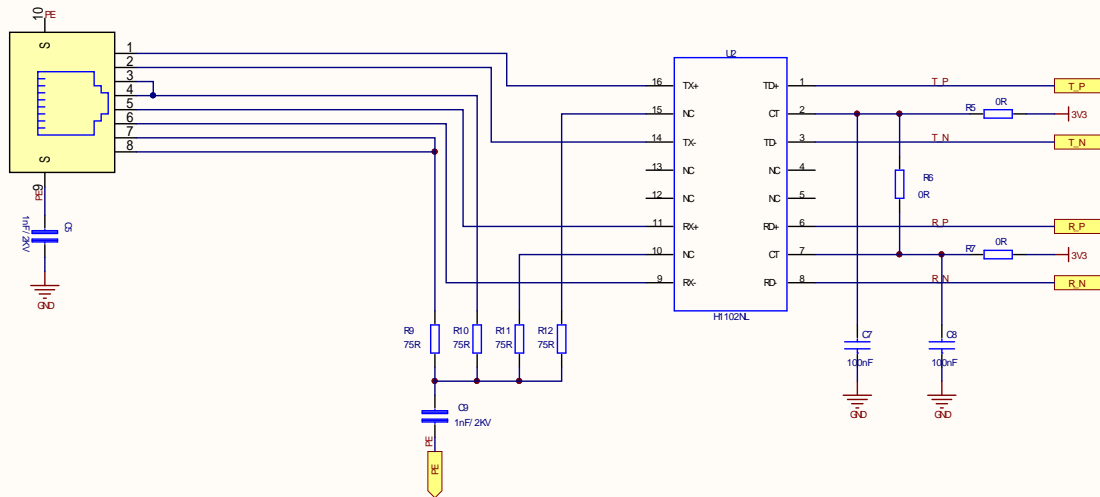 10
PE
S
1
2
3
4
5
6
7
8
S
9
PE
C5
1nF/ 2KV
GND
U2
16 TX+ TD+ 1 T_P T_P
15 NC CT 2 R5 0R 3V3
14 TX- TD- 3 T_N T_N
13 NC NC 4
R6
0R
12 NC NC 5
11 RX+ RD+ 6 R_P R_P
10 NC CT 7 R7 0R 3V3
9 RX- RD- 8 R_N R_N
H1102NL
R9 R10 R11 R12
75R 75R 75R 75R
C7 C8
100nF 100nF
GND GND
C9
1nF/ 2KV
PE
PE